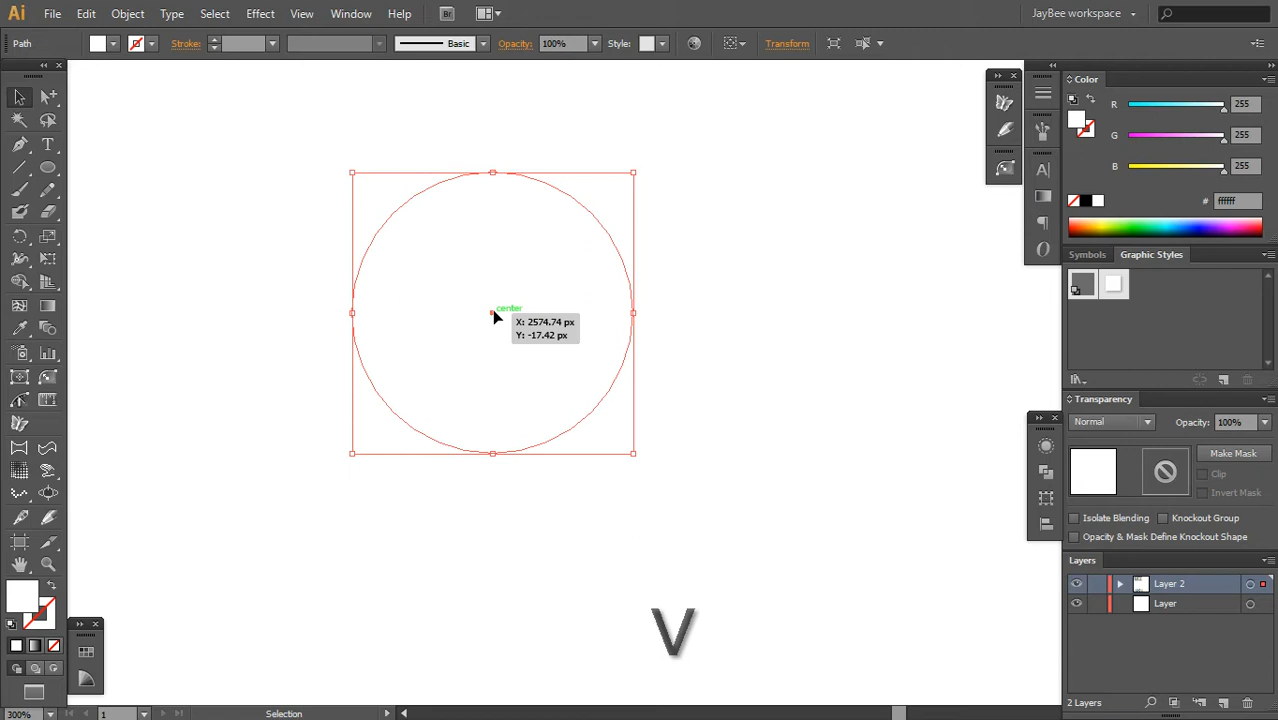 Ai File Edit Object Type Select Effect View Window Help Br JayBee workspace
Path Stroke: Basic Opacity: 100% Style: Transform
Color
R 255
G 255
B 255
# ffffff
Symbols Graphic Styles
center
X: 2574.74 px
Y: -17.42 px
Transparency
Normal Opacity: 100%
Make Mask
Clip
Invert Mask
Isolate Blending Knockout Group
Opacity & Mask Define Knockout Shape
Layers
Layer 2
Layer
V
2 Layers
300% 1 Selection